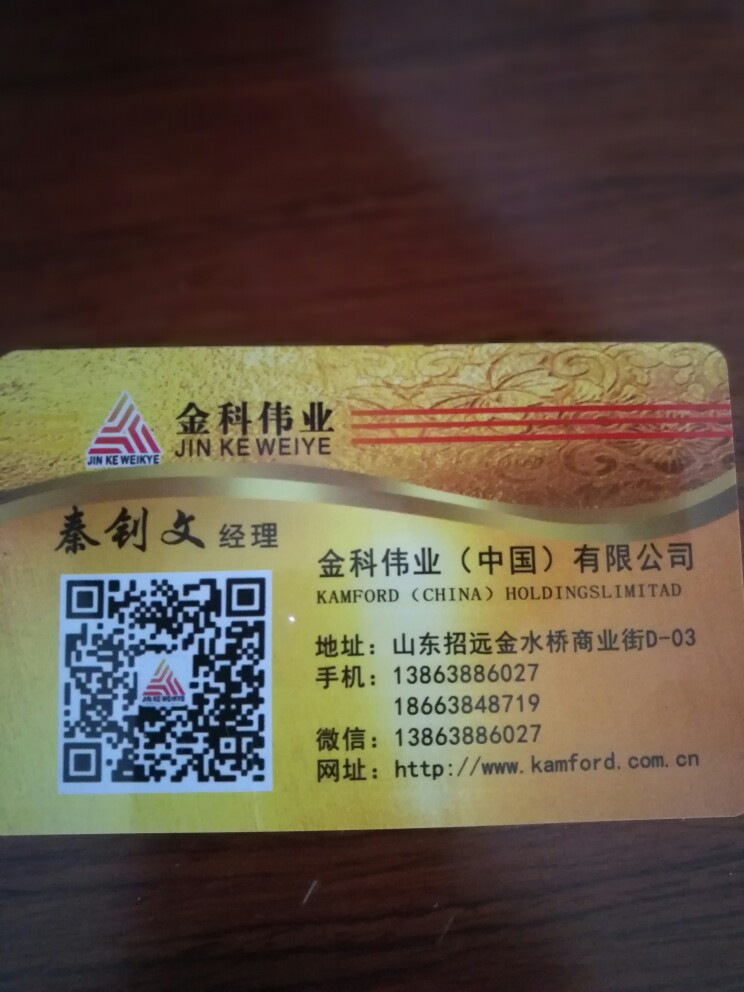 金科伟业
JIN KE WEIYE
JIN KE WEIKYE
秦钊文 经理
JIN KE WEIKYE
金科伟业（中国）有限公司
KAMFORD（CHINA）HOLDINGSLIMITAD
地址：山东招远金水桥商业街D-03
手机：13863886027
18663848719
微信：13863886027
网址：http://www.kamford.com.cn